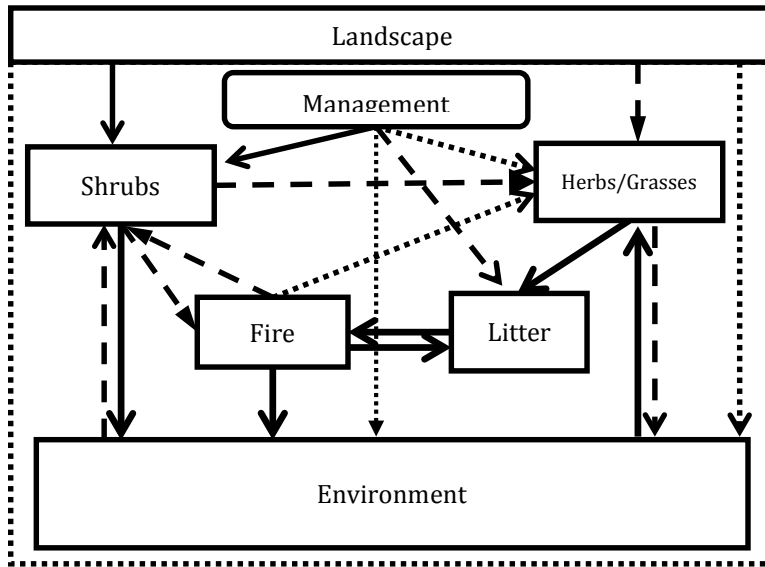 Landscape
Management
Shrubs
Herbs/Grasses
Fire
Litter
Environment